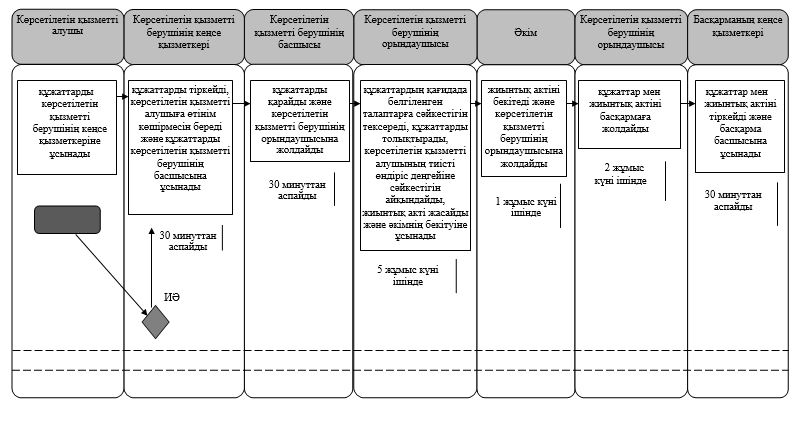 Көрсетілетін қызметті
алушы
Көрсетілетін қызметті
берушінің кеңсе
қызметкері
Көрсетілетін
қызметті берушінің
басшысы
Көрсетілетін қызметті
берушінің
орындаушысы
Әкім
Көрсетілетін қызметті
берушінің
орындаушысы
Басқарманың кеңсе
қызметкері
құжаттарды
көрсетілетін
қызметті
берушінің кеңсе
қызметкеріне
ұсынады
құжаттарды тіркейді,
көрсетілетін қызметті
алушыға өтінім
көшірмесін береді
және құжаттарды
көрсетілетін қызметті
берушінің
басшысына
ұсынады
30 минуттан
аспайды
ИӘ
құжаттарды
қарайды және
көрсетілетін
қызметті берушінің
орындаушысына
жолдайды
30 минуттан
аспайды
құжаттардың қағидада
белгіленген
талаптарға сәйкестігін
тексереді, құжаттарды
толықтырады,
көрсетілетін қызметті
алушының тиісті
өндіріс деңгейіне
сәйкестігін
айқындайды,
жиынтық акті жасайды
және әкімнің бекітуіне
ұсынады
5 жұмыс күні
ішінде
жиынтық актіні
бекітеді және
көрсетілетін
қызметті
берушінің
орындаушысына
жолдайды
1 жұмыс күні
ішінде
құжаттар мен
жиынтық актіні
басқармаға
жолдайды
2 жұмыс
күні ішінде
құжаттар мен
жиынтық актіні
тіркейді және
басқарма
басшысына
ұсынады
30 минуттан
аспайды